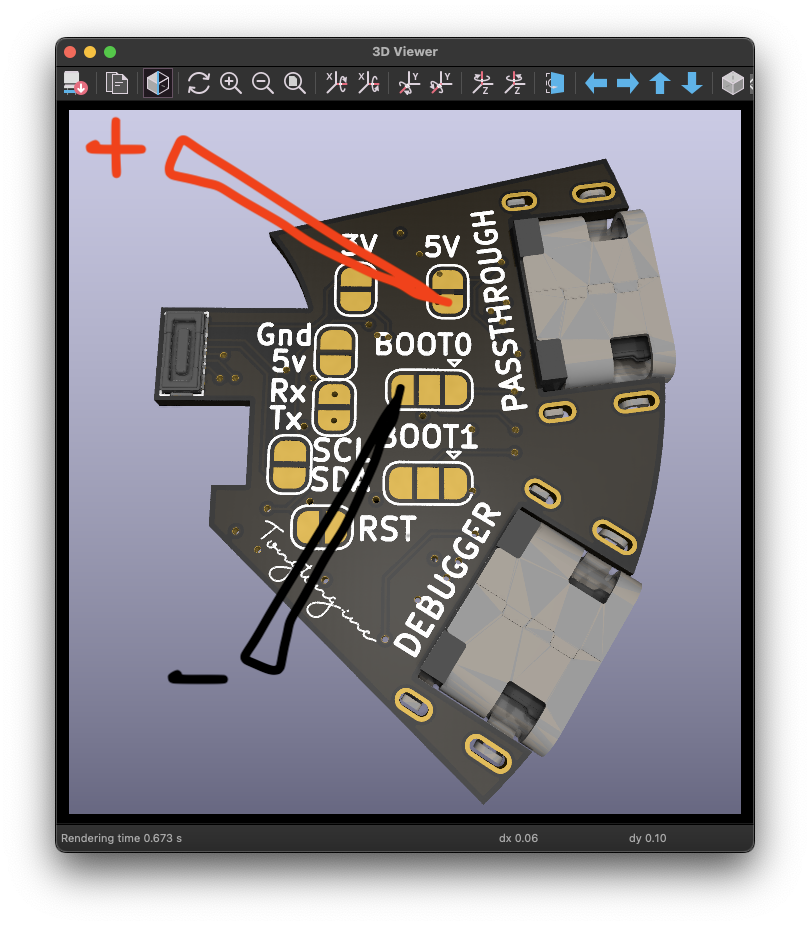 3D Viewer
+
3V
5V
PASSTHROUGH
Gnd
5v
BOOT0
Rx
Tx
BOOT1
SCL
SDA
RST
DEBUGGER
-
Rendering time 0.673 s
dx 0.06
dy 0.10